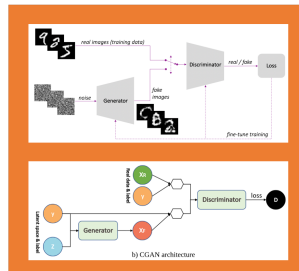 real images (training data)
Discriminator
real / fake
Loss
noise
Generator
fake
images
fine-tune training
Real data & label
XR
Y
Latent space & label
Y
Z
Generator
XF
Discriminator
loss
D
b) CGAN architecture